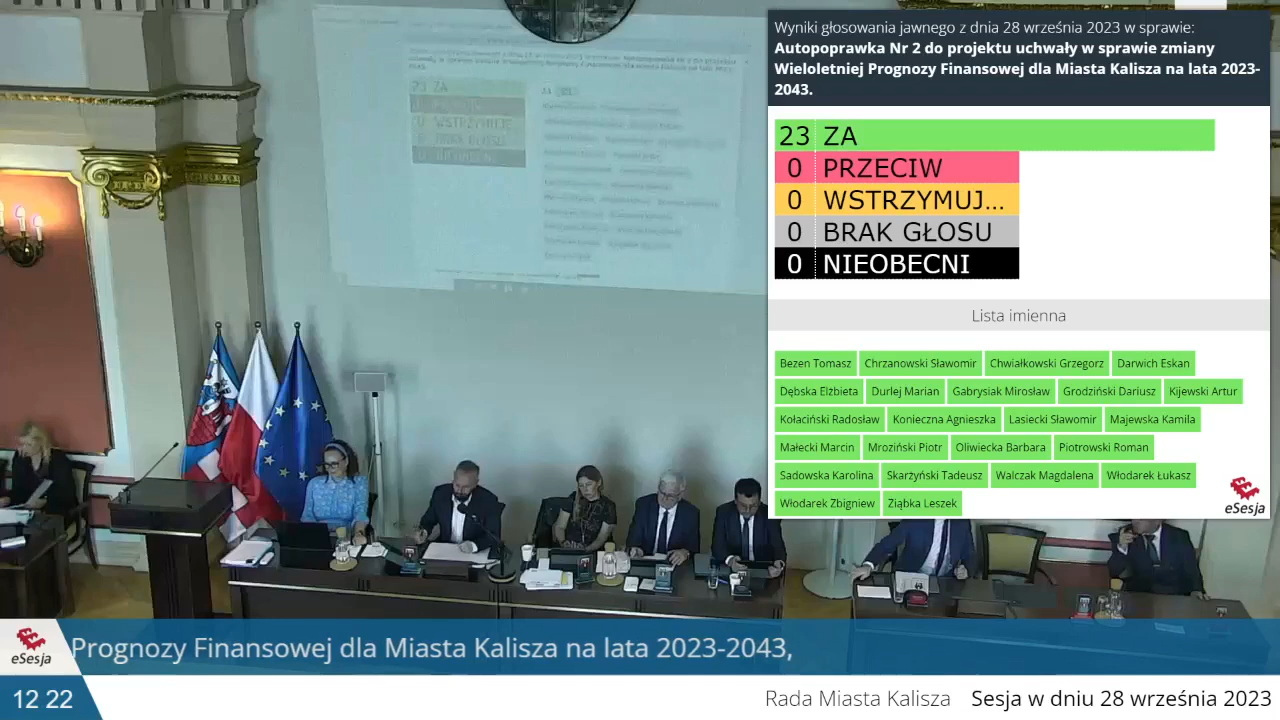 Wyniki głosowania jawnego z dnia 28 września 2023 w sprawie:
Autopoprawka Nr 2 do projektu uchwały w sprawie zmiany
Wieloletniej Prognozy Finansowej dla Miasta Kalisza na lata 2023-
2043.
23 ZA
0 PRZECIW
0 WSTRZYMUJ...
0 BRAK GŁOSU
0 NIEOBECNI
Lista imienna
Bezen Tomasz Chrzanowski Sławomir Chwiałkowski Grzegorz Darwich Eskan
Dębska Elżbieta Durlej Marian Gabrysiak Mirosław Grodziński Dariusz Kijewski Artur
Kołaciński Radosław Konieczna Agnieszka Lasiecki Sławomir Majewska Kamila
Małecki Marcin Mroziński Piotr Oliwiecka Barbara Piotrowski Roman
Sadowska Karolina Skarżyński Tadeusz Walczak Magdalena Włodarek Łukasz
Włodarek Zbigniew Ziąbka Leszek
eSesja
23 ZA
eSesja
Prognozy Finansowej dla Miasta Kalisza na lata 2023-2043,
12 22
Rada Miasta Kalisza Sesja w dniu 28 września 2023